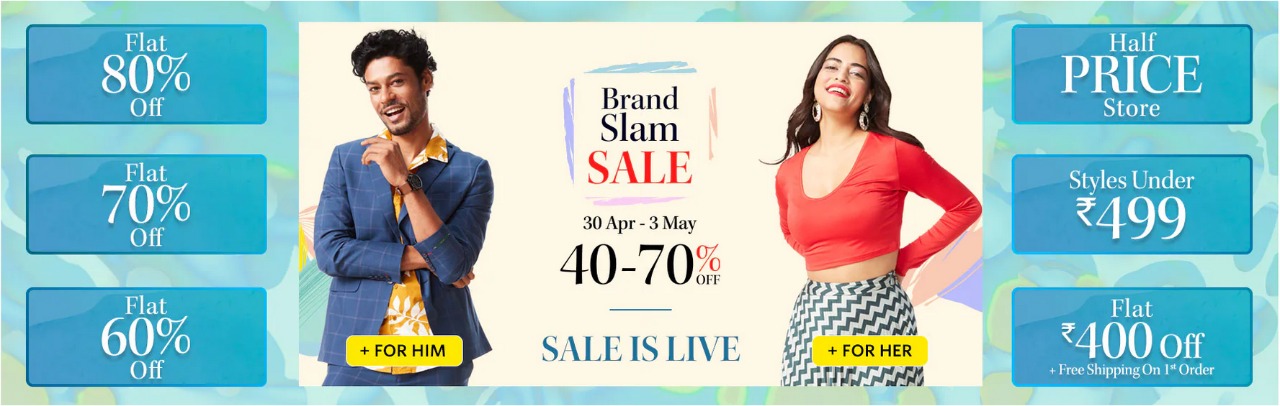 Flat
80%
Off
Flat
70%
Off
Flat
60%
Off
Brand
Slam
SALE
30 Apr - 3 May
40-70%
OFF
SALE IS LIVE
+ FOR HIM
+ FOR HER
Half
PRICE
Store
Styles Under
₹499
Flat
₹400 Off
+ Free Shipping On 1st Order